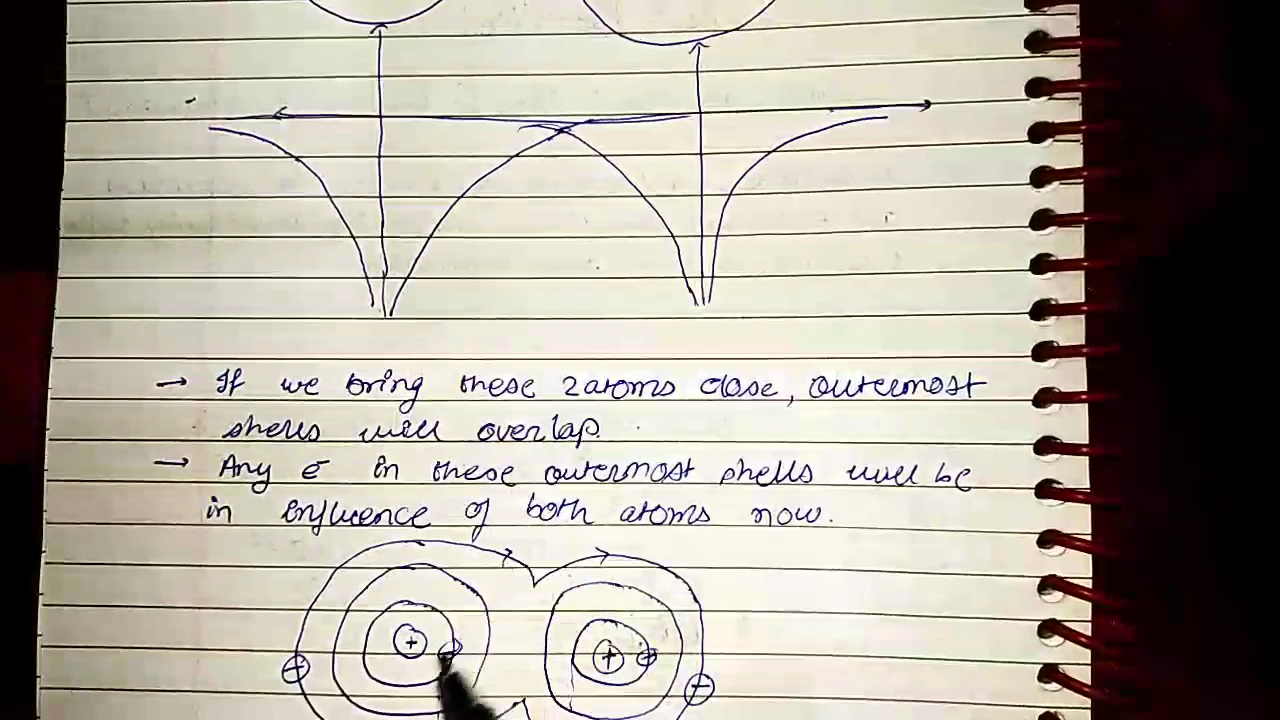 → If we bring these 2 atoms close, outermost
shells will overlap.
→ Any e⁻ in these outermost shells will be
in influence of both atoms now.
+ +